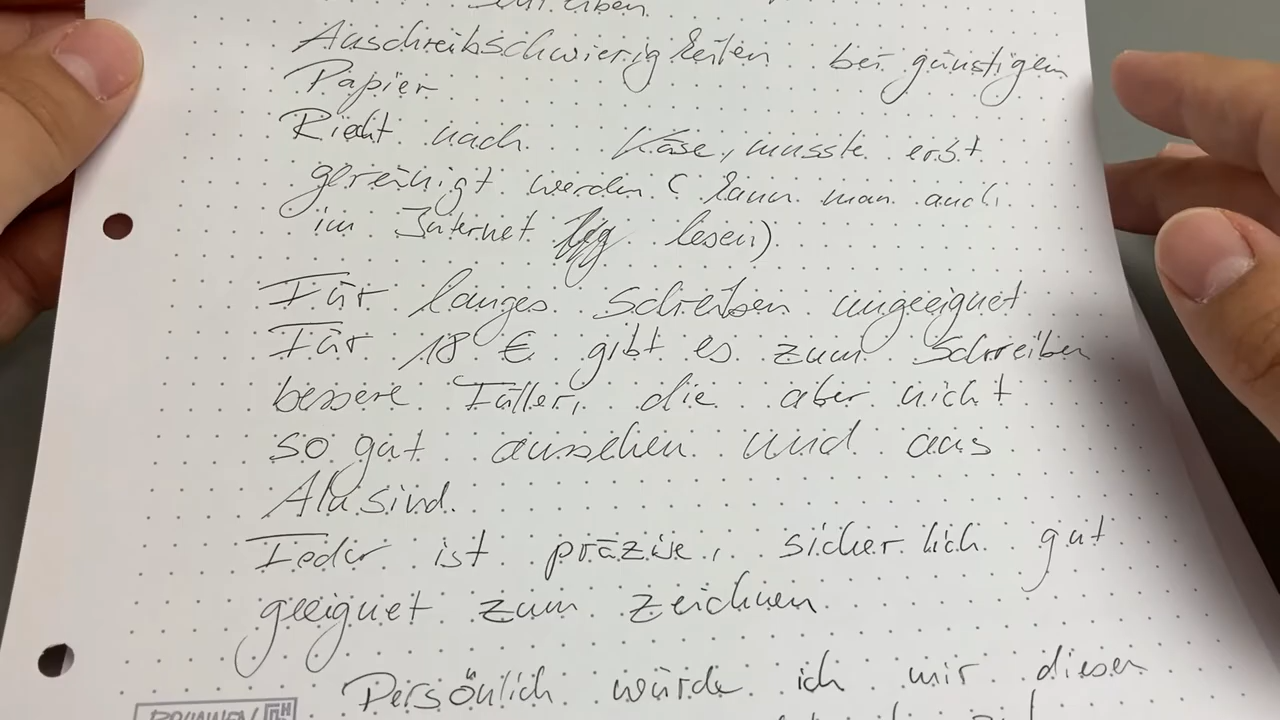 Anschreibschwierigkeiten bei günstigem
Papier
Riecht nach Käse, musste erst
gereinigt werden (kann man auch
im Internet lesen)
Für langes Schreiben ungeeignet
Für 18 € gibt es zum Schreiben
bessere Füller, die aber nicht
so gut aussehen und aus
Alu sind.
Feder ist präzise, sicherlich gut
geeignet zum zeichnen
Persönlich würde ich mir diesen
BRUNNEN